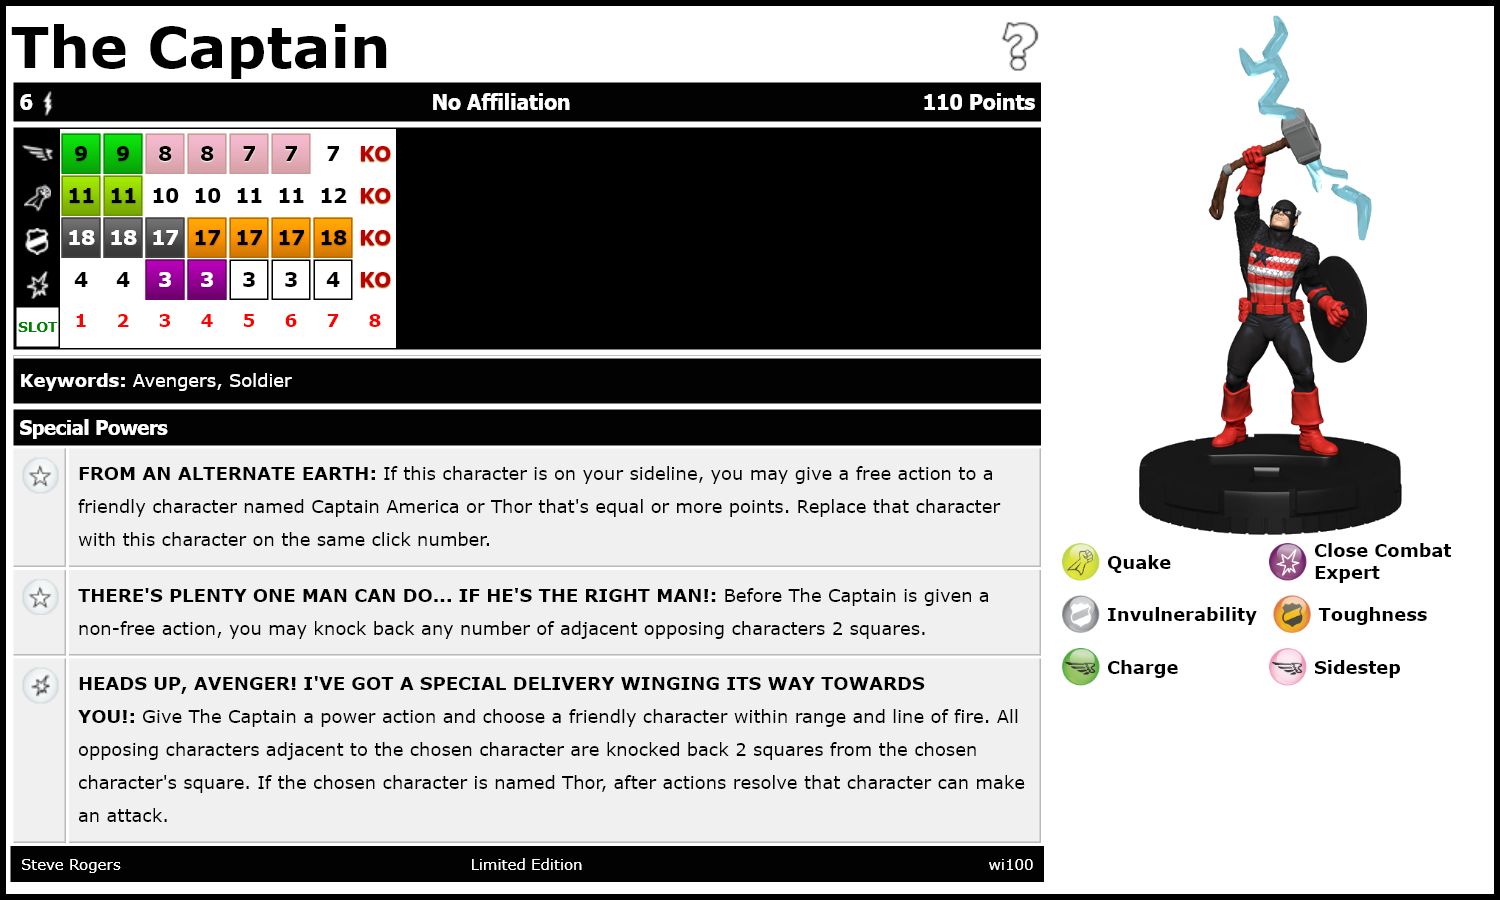 The Captain
6 No Affiliation 110 Points
9 9 8 8 7 7 7 KO
11 11 10 10 11 11 12 KO
18 18 17 17 17 17 18 KO
4 4 3 3 3 3 4 KO
SLOT 1 2 3 4 5 6 7 8
Keywords: Avengers, Soldier
Special Powers
FROM AN ALTERNATE EARTH: If this character is on your sideline, you may give a free action to a
friendly character named Captain America or Thor that's equal or more points. Replace that character
with this character on the same click number.
THERE'S PLENTY ONE MAN CAN DO... IF HE'S THE RIGHT MAN!: Before The Captain is given a
non-free action, you may knock back any number of adjacent opposing characters 2 squares.
HEADS UP, AVENGER! I'VE GOT A SPECIAL DELIVERY WINGING ITS WAY TOWARDS
YOU!: Give The Captain a power action and choose a friendly character within range and line of fire. All
opposing characters adjacent to the chosen character are knocked back 2 squares from the chosen
character's square. If the chosen character is named Thor, after actions resolve that character can make
an attack.
Steve Rogers Limited Edition wi100
Quake
Close Combat
Expert
Invulnerability
Toughness
Charge
Sidestep